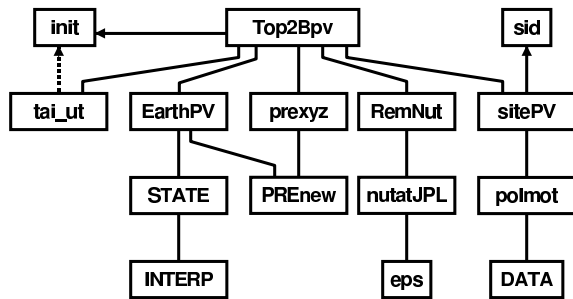 init
Top2Bpv
sid
tai_ut
EarthPV
prexyz
RemNut
sitePV
STATE
PREnew
nutatJPL
polmot
INTERP
eps
DATA